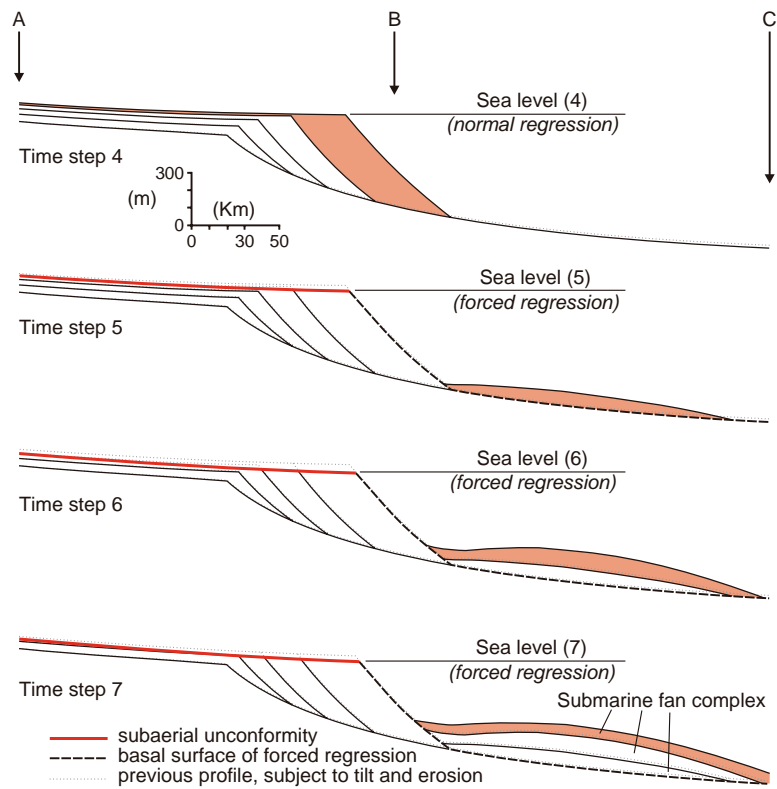 A
B
C
Sea level (4)
(normal regression)
Time step 4
300
(m)
0
(Km)
0 30 50
Sea level (5)
(forced regression)
Time step 5
Sea level (6)
(forced regression)
Time step 6
Sea level (7)
(forced regression)
Time step 7
Submarine fan complex
subaerial unconformity
basal surface of forced regression
previous profile, subject to tilt and erosion